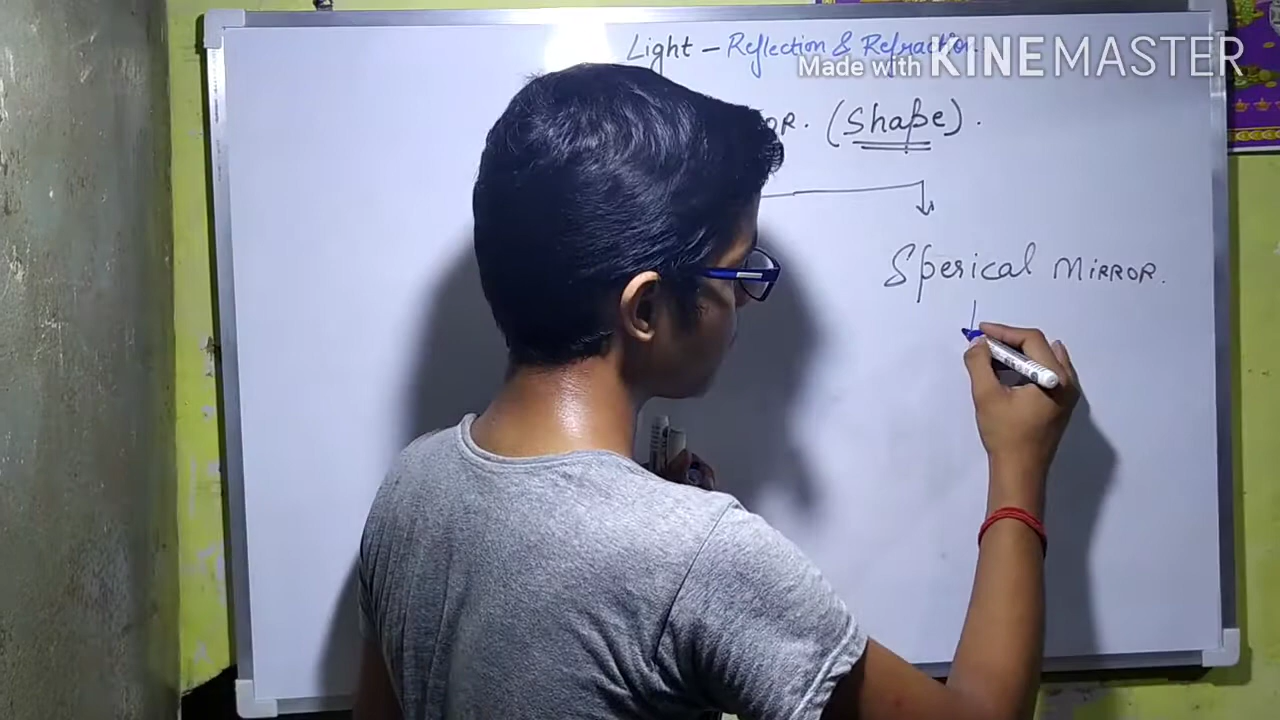 Light - Reflection & Refraction
Made with KINEMASTER
OR. (Shape).
Sperical MIRROR.